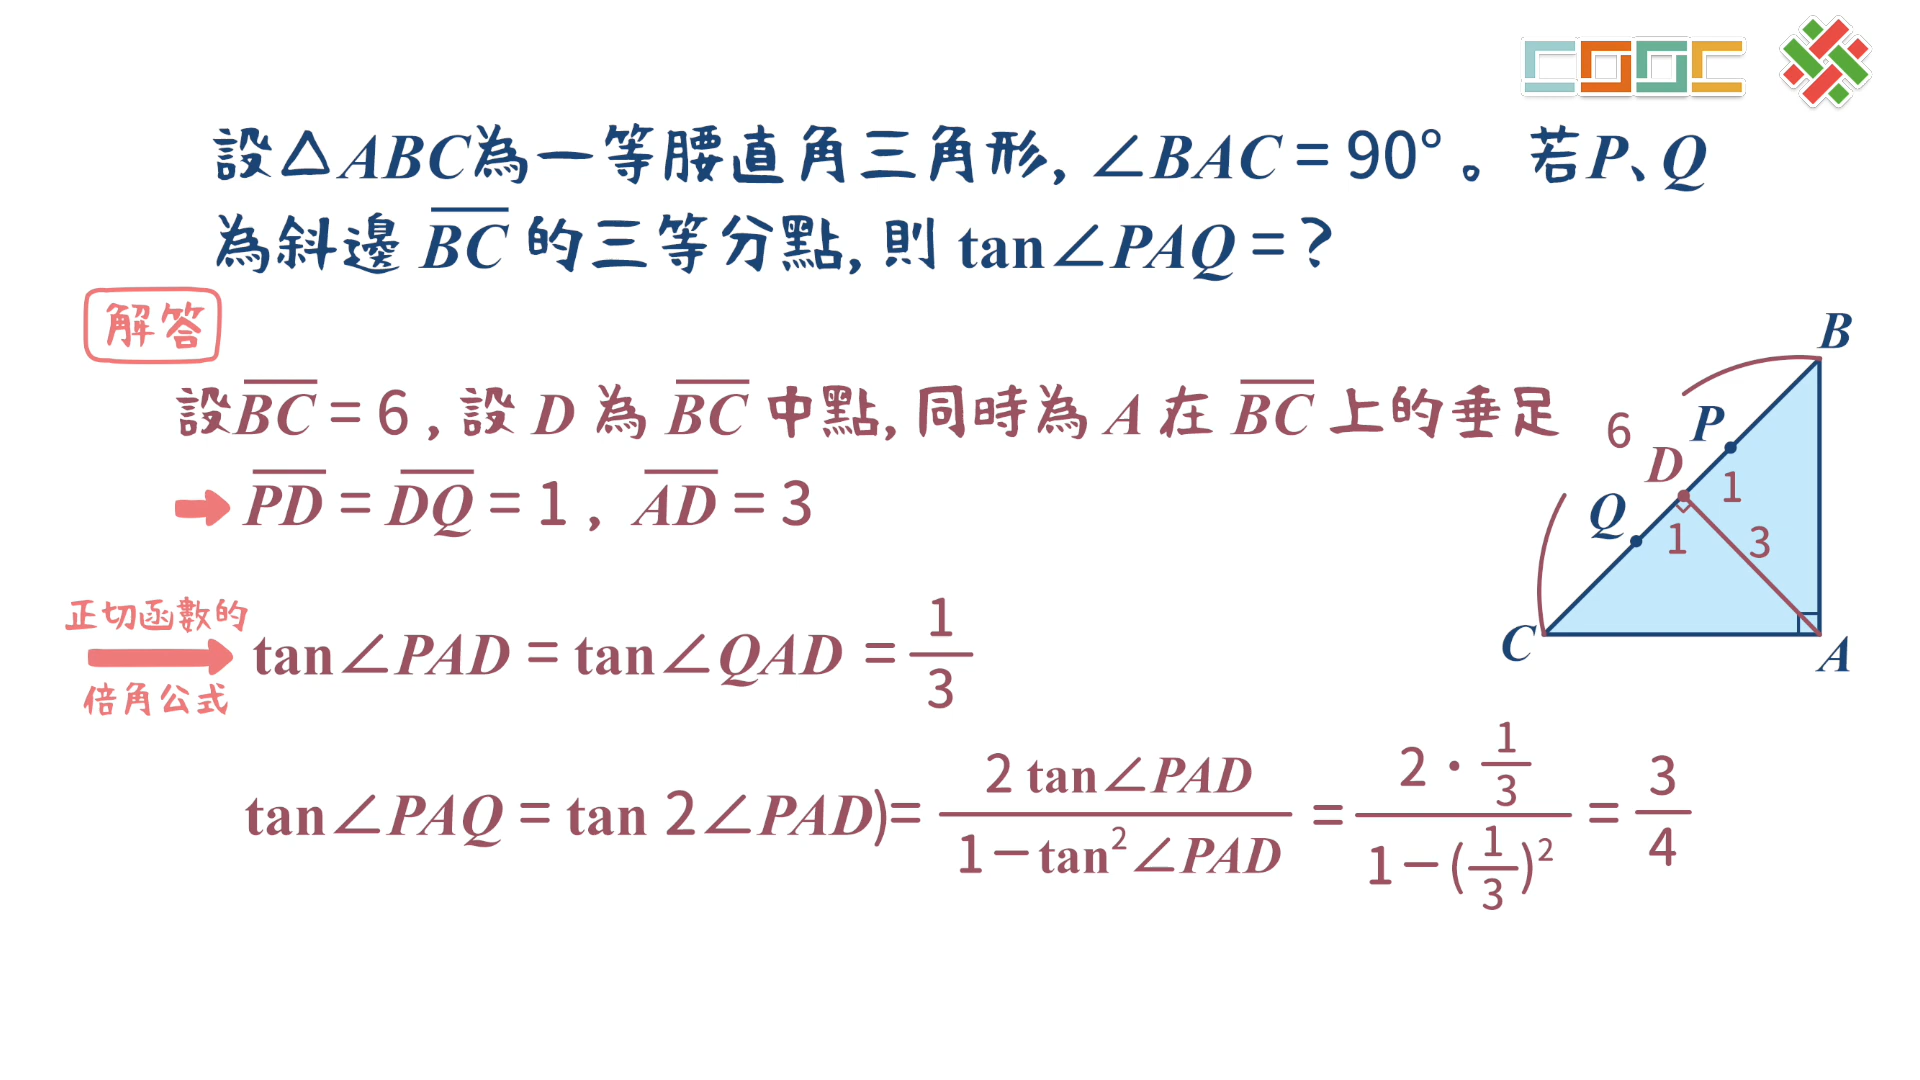 設△ABC為一等腰直角三角形, ∠BAC = 90°。 若P、Q
為斜邊 BC 的三等分點, 則 tan∠PAQ = ?
解答
設BC = 6 , 設 D 為 BC 中點, 同時為 A 在 BC 上的垂足
PD = DQ = 1 , AD = 3
正切函數的
倍角公式
tan∠PAD = tan∠QAD = 1/3
tan∠PAQ = tan 2∠PAD)= 2 tan∠PAD / 1−tan²∠PAD = 2・1/3 / 1−(1/3)² = 3/4
B
6
P
D
1
Q
1
3
C
A